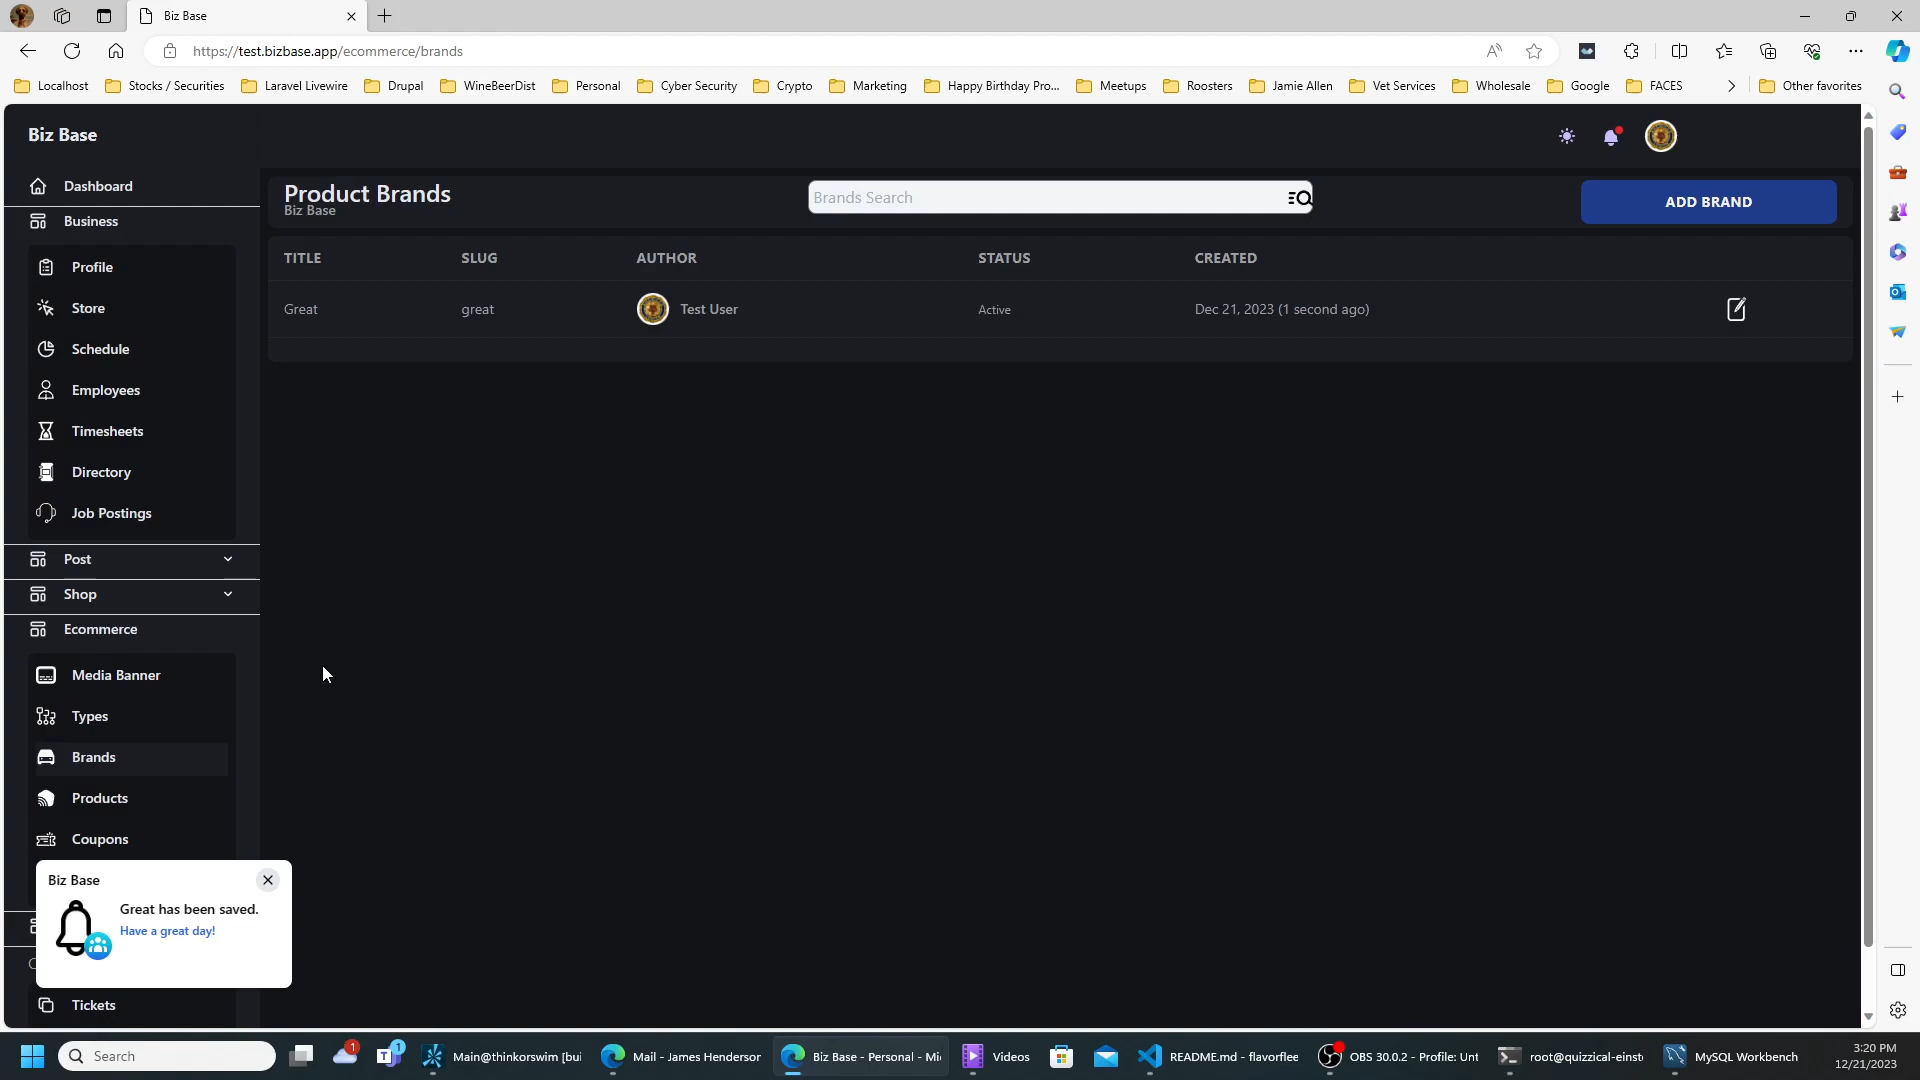 Biz Base
https://test.bizbase.app/ecommerce/brands
Localhost
Stocks / Securities
Laravel Livewire
Drupal
WineBeerDist
Personal
Cyber Security
Crypto
Marketing
Happy Birthday Pro...
Meetups
Roosters
Jamie Allen
Vet Services
Wholesale
Google
FACES
Other favorites
Biz Base
Dashboard
Business
Profile
Store
Schedule
Employees
Timesheets
Directory
Job Postings
Post
Shop
Ecommerce
Media Banner
Types
Brands
Products
Coupons
Tickets
Product Brands
Biz Base
Brands Search
ADD BRAND
TITLE SLUG AUTHOR STATUS CREATED
Great great Test User Active Dec 21, 2023 (1 second ago)
Biz Base
Great has been saved.
Have a great day!
Search
1
T 1
Main@thinkorswim [bui
Mail - James Hendersor
Biz Base - Personal - Mi
Videos
README.md - flavorflee
OBS 30.0.2 - Profile: Unt
root@quizzical-einst
MySQL Workbench
3:20 PM
12/21/2023